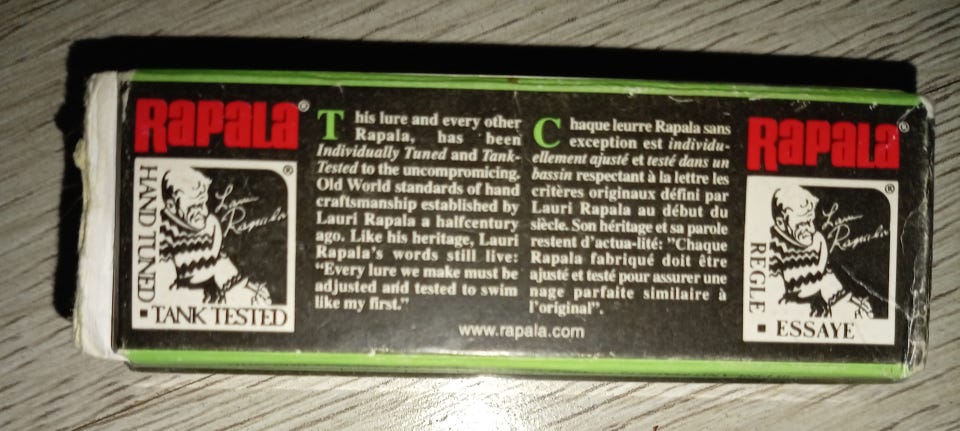 RAPALA®
HAND TUNED
®
Lauri
Rapala
▪ TANK TESTED
This lure and every other
Rapala, has been
Individually Tuned and Tank-
Tested to the uncompromicing.
Old World standards of hand
craftsmanship established by
Lauri Rapala a halfcentury
ago. Like his heritage, Lauri
Rapala's words still live:
“Every lure we make must be
adjusted and tested to swim
like my first.”
Chaque leurre Rapala sans
exception est individu-
ellement ajusté et testé dans un
bassin respectant à la lettre les
critères originaux défini par
Lauri Rapala au début du
siècle. Son héritage et sa parole
restent d'actua-lité: ”Chaque
Rapala fabriqué doit être
ajusté et testé pour assurer une
nage parfaite similaire à
l'original”.
www.rapala.com
RAPALA®
REGLE
®
Lauri
Rapala
▪ ESSAYE